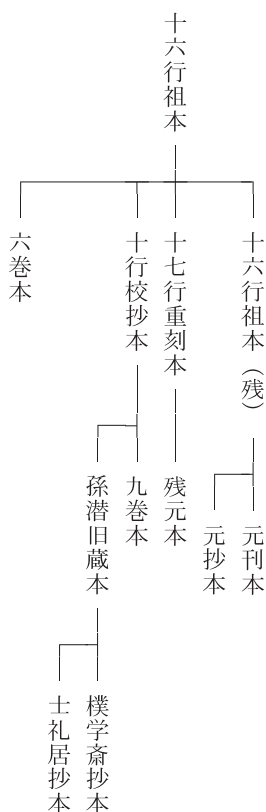 十六行祖本
十六行祖本（残）
十七行重刻本
十行校抄本
六巻本
元刊本
元抄本
残元本
九巻本
孫潜旧蔵本
樸学斎抄本
士礼居抄本